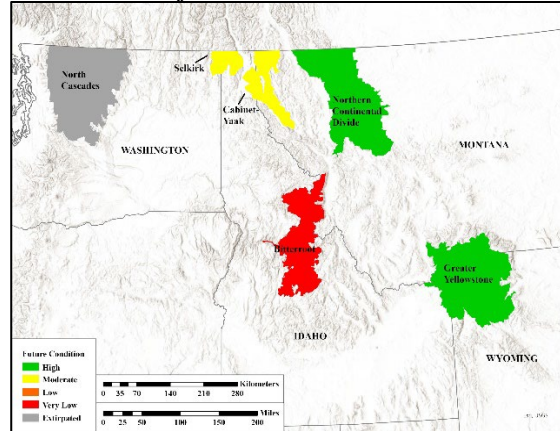 North
Cascades
Selkirk
Cabinet-
Yaak
Northern
Continental
Divide
WASHINGTON
MONTANA
Bitterroot
Greater
Yellowstone
IDAHO
WYOMING
Future Condition
High
Moderate
Low
Very Low
Extirpated
Kilometers
0 35 70 140 210 280
Miles
0 25 50 100 150 200